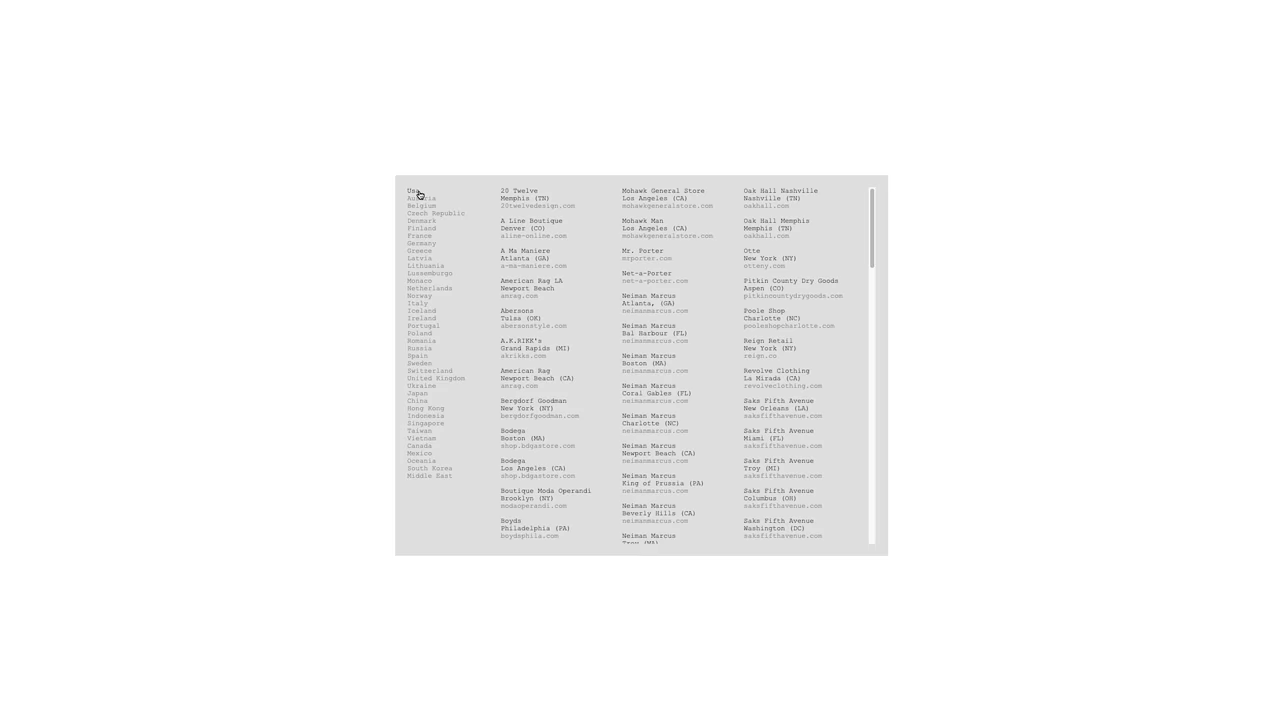 Usa
Austria
Belgium
Czech Republic
Denmark
Finland
France
Germany
Greece
Latvia
Lithuania
Lussemburgo
Monaco
Netherlands
Norway
Italy
Iceland
Ireland
Portugal
Poland
Romania
Russia
Spain
Sweden
Switzerland
United Kingdom
Ukraine
Japan
China
Hong Kong
Indonesia
Singapore
Taiwan
Vietnam
Canada
Mexico
Oceania
South Korea
Middle East
20 Twelve
Memphis (TN)
20twelvedesign.com
A Line Boutique
Denver (CO)
aline-online.com
A Ma Maniere
Atlanta (GA)
a-ma-maniere.com
American Rag LA
Newport Beach
amrag.com
Abersons
Tulsa (OK)
abersonstyle.com
A.K.RIKK's
Grand Rapids (MI)
akrikks.com
American Rag
Newport Beach (CA)
amrag.com
Bergdorf Goodman
New York (NY)
bergdorfgoodman.com
Bodega
Boston (MA)
shop.bdgastore.com
Bodega
Los Angeles (CA)
shop.bdgastore.com
Boutique Moda Operandi
Brooklyn (NY)
modaoperandi.com
Boyds
Philadelphia (PA)
boydsphila.com
Mohawk General Store
Los Angeles (CA)
mohawkgeneralstore.com
Mohawk Man
Los Angeles (CA)
mohawkgeneralstore.com
Mr. Porter
mrporter.com
Net-a-Porter
net-a-porter.com
Neiman Marcus
Atlanta, (GA)
neimanmarcus.com
Neiman Marcus
Bal Harbour (FL)
neimanmarcus.com
Neiman Marcus
Boston (MA)
neimanmarcus.com
Neiman Marcus
Coral Gables (FL)
neimanmarcus.com
Neiman Marcus
Charlotte (NC)
neimanmarcus.com
Neiman Marcus
Newport Beach (CA)
neimanmarcus.com
Neiman Marcus
King of Prussia (PA)
neimanmarcus.com
Neiman Marcus
Beverly Hills (CA)
neimanmarcus.com
Neiman Marcus
Oak Hall Nashville
Nashville (TN)
oakhall.com
Oak Hall Memphis
Memphis (TN)
oakhall.com
Otte
New York (NY)
otteny.com
Pitkin County Dry Goods
Aspen (CO)
pitkincountydrygoods.com
Poole Shop
Charlotte (NC)
pooleshopcharlotte.com
Reign Retail
New York (NY)
reign.co
Revolve Clothing
La Mirada (CA)
revolveclothing.com
Saks Fifth Avenue
New Orleans (LA)
saksfifthavenue.com
Saks Fifth Avenue
Miami (FL)
saksfifthavenue.com
Saks Fifth Avenue
Troy (MI)
saksfifthavenue.com
Saks Fifth Avenue
Columbus (OH)
saksfifthavenue.com
Saks Fifth Avenue
Washington (DC)
saksfifthavenue.com